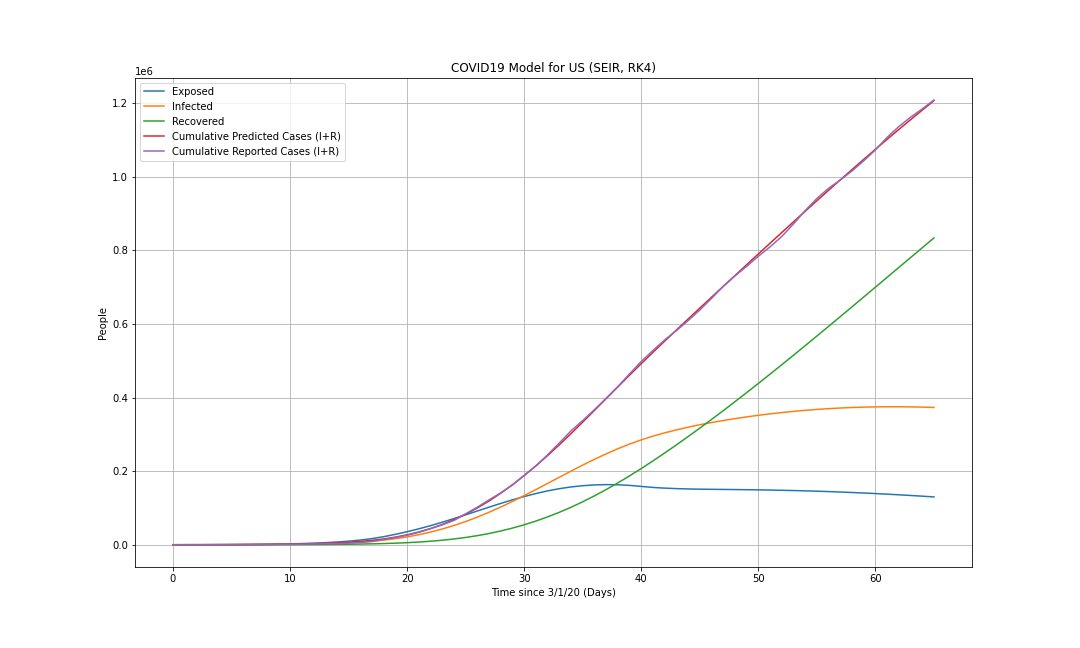 COVID19 Model for US (SEIR, RK4)
1e6
Exposed
Infected
Recovered
Cumulative Predicted Cases (I+R)
Cumulative Reported Cases (I+R)
1.2
1.0
0.8
0.6
0.4
0.2
0.0
People
0 10 20 30 40 50 60
Time since 3/1/20 (Days)